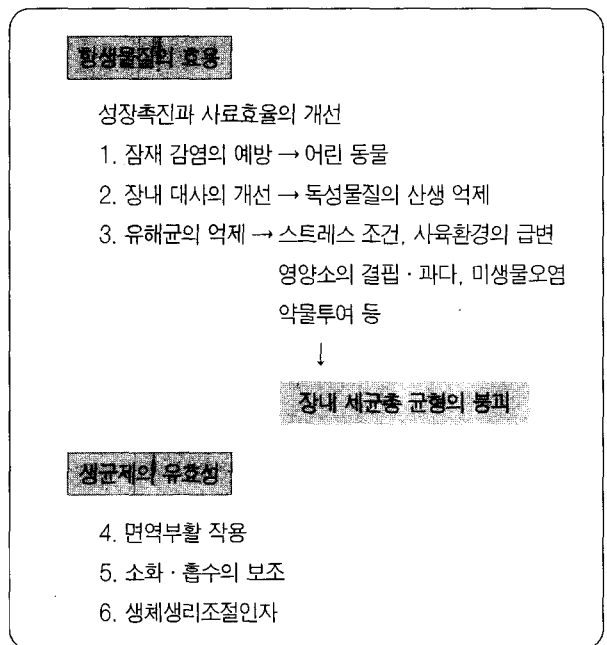 항생물질의 효용
성장촉진과 사료효율의 개선
1. 잠재 감염의 예방 → 어린 동물
2. 장내 대사의 개선 → 독성물질의 산생 억제
3. 유해균의 억제 → 스트레스 조건, 사육환경의 급변
영양소의 결핍 · 과다, 미생물오염
약물투여 등
↓
장내 세균총 균형의 붕괴
생균제의 유효성
4. 면역부활 작용
5. 소화 · 흡수의 보조
6. 생체생리조절인자